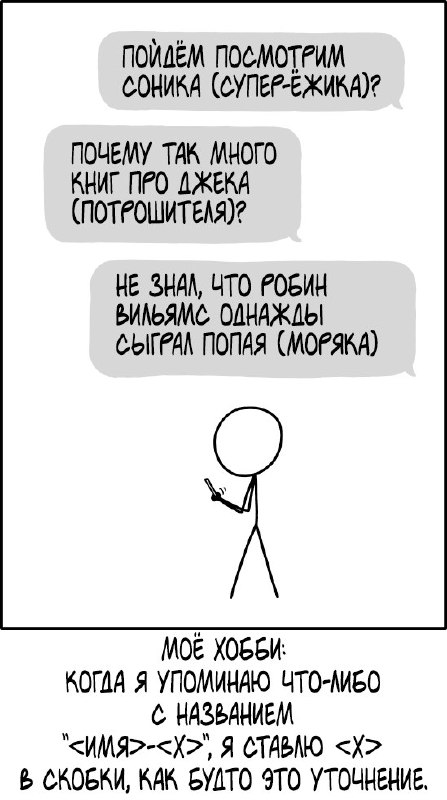 ПОЙДЁМ ПОСМОТРИМ
СОНИКА (СУПЕР-ЁЖИКА)?
ПОЧЕМУ ТАК МНОГО
КНИГ ПРО ДЖЕКА
(ПОТРОШИТЕЛЯ)?
НЕ ЗНАЛ, ЧТО РОБИН
ВИЛЬЯМС ОДНАЖДЫ
СЫГРАЛ ПОПАЯ (МОРЯКА)
МОЁ ХОББИ:
КОГДА Я УПОМИНАЮ ЧТО-ЛИБО
С НАЗВАНИЕМ
"<ИМЯ>-<X>", Я СТАВЛЮ <X>
В СКОБКИ, КАК БУДТО ЭТО УТОЧНЕНИЕ.